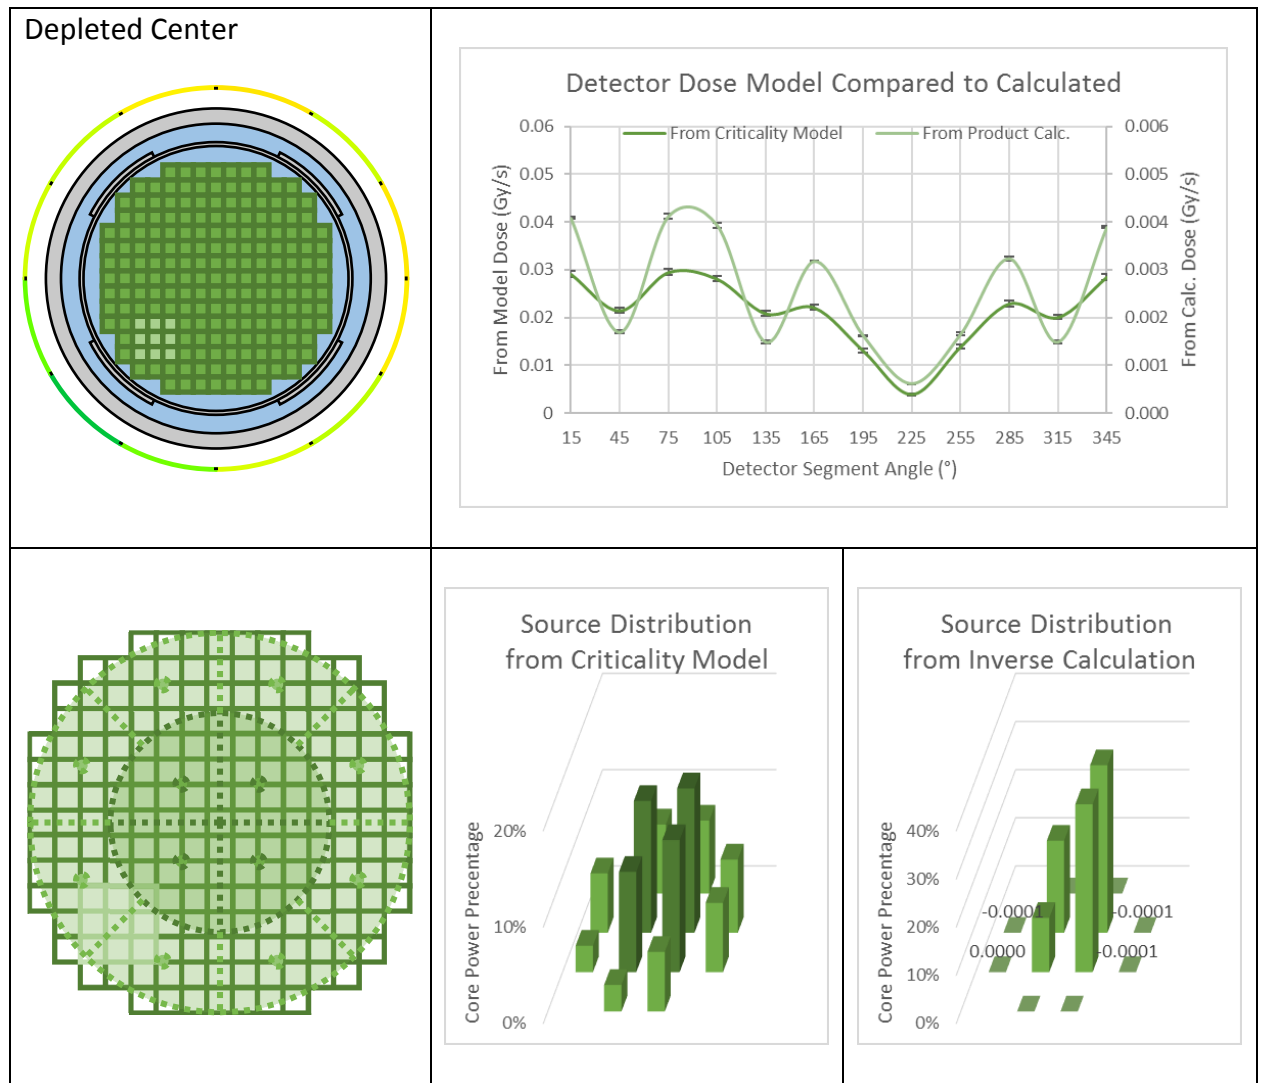 Depleted Center
Detector Dose Model Compared to Calculated
From Criticality Model
From Product Calc.
From Model Dose (Gy/s)
0.06
0.05
0.04
0.03
0.02
0.01
0
0.006
0.005
0.004
0.003
0.002
0.001
0.000
From Calc. Dose (Gy/s)
15 45 75 105 135 165 195 225 255 285 315 345
Detector Segment Angle (°)
Source Distribution
from Criticality Model
Core Power Precentage
20%
10%
0%
Source Distribution
from Inverse Calculation
Core Power Precentage
40%
30%
20%
10%
0%
-0.0001
-0.0001
0.0000
-0.0001